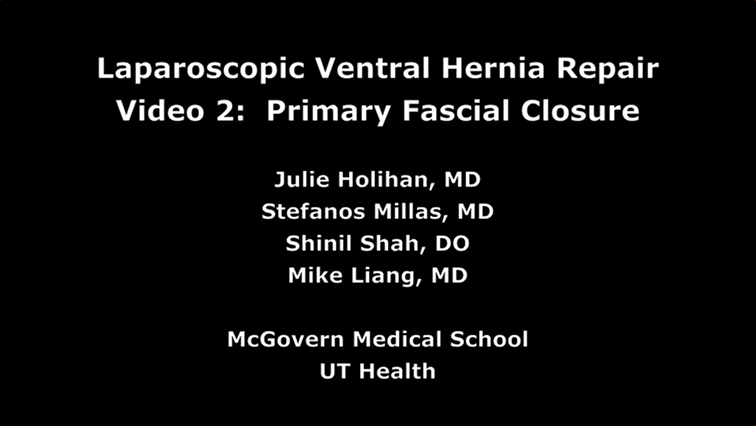 Laparoscopic Ventral Hernia Repair
Video 2: Primary Fascial Closure
Julie Holihan, MD
Stefanos Millas, MD
Shinil Shah, DO
Mike Liang, MD
McGovern Medical School
UT Health